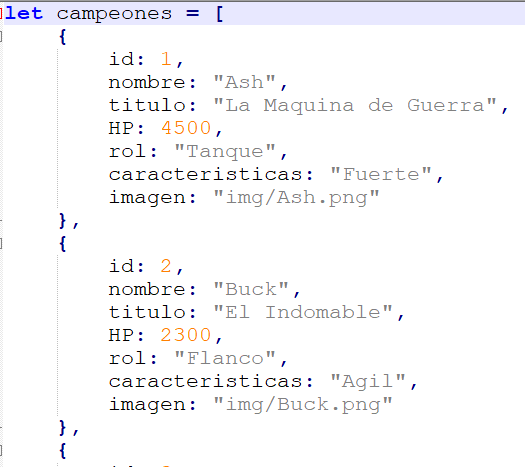 let campeones = [
{
id: 1,
nombre: "Ash",
titulo: "La Maquina de Guerra",
HP: 4500,
rol: "Tanque",
caracteristicas: "Fuerte",
imagen: "img/Ash.png"
},
{
id: 2,
nombre: "Buck",
titulo: "El Indomable",
HP: 2300,
rol: "Flanco",
caracteristicas: "Agil",
imagen: "img/Buck.png"
},
{